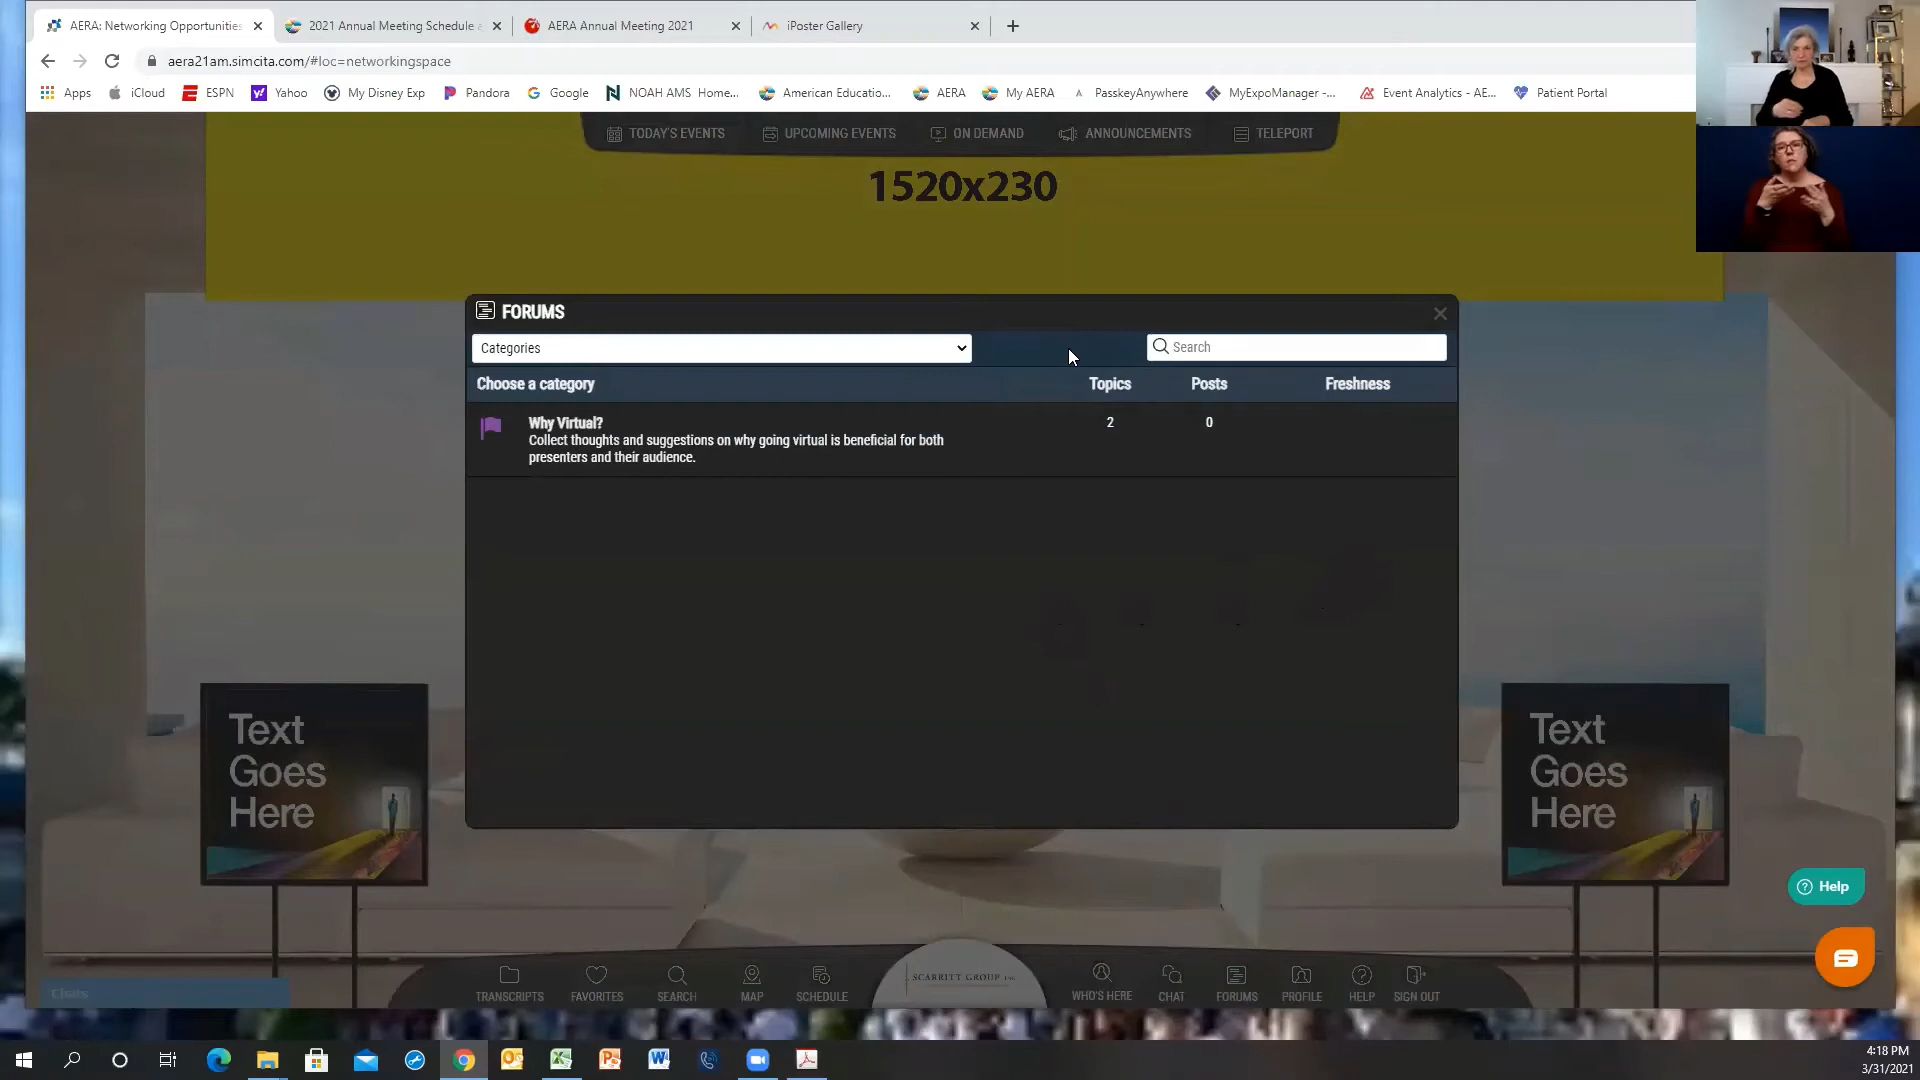 AERA: Networking Opportunities
2021 Annual Meeting Schedule a
AERA Annual Meeting 2021
iPoster Gallery
aera21am.simcita.com/#loc=networkingspace
Apps
iCloud
ESPN
Yahoo
My Disney Exp
Pandora
Google
NOAH AMS Home...
American Educatio...
AERA
My AERA
PasskeyAnywhere
MyExpoManager -...
Event Analytics - AE...
Patient Portal
TODAY'S EVENTS
UPCOMING EVENTS
ON DEMAND
ANNOUNCEMENTS
TELEPORT
1520x230
FORUMS
Categories
Search
Choose a category Topics Posts Freshness
Why Virtual? 2 0
Collect thoughts and suggestions on why going virtual is beneficial for both
presenters and their audience.
Text
Goes
Here
Text
Goes
Here
Help
Chats
TRANSCRIPTS
FAVORITES
SEARCH
MAP
SCHEDULE
SCARRITT GROUP INC.
WHO'S HERE
CHAT
FORUMS
PROFILE
HELP
SIGN OUT
4:18 PM
3/31/2021